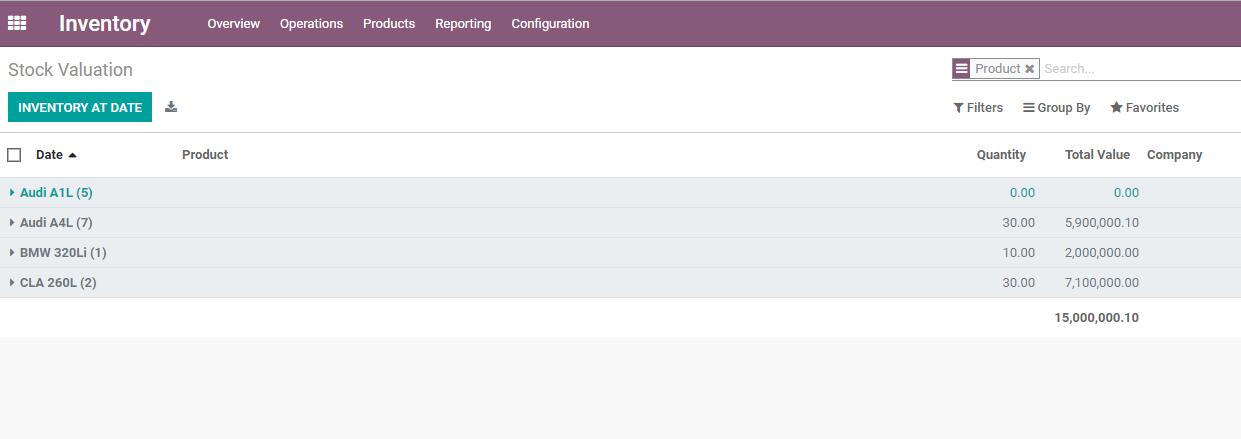 Inventory Overview Operations Products Reporting Configuration
Stock Valuation Product Search...
INVENTORY AT DATE Filters Group By Favorites
Date Product Quantity Total Value Company
Audi A1L (5) 0.00 0.00
Audi A4L (7) 30.00 5,900,000.10
BMW 320Li (1) 10.00 2,000,000.00
CLA 260L (2) 30.00 7,100,000.00
15,000,000.10